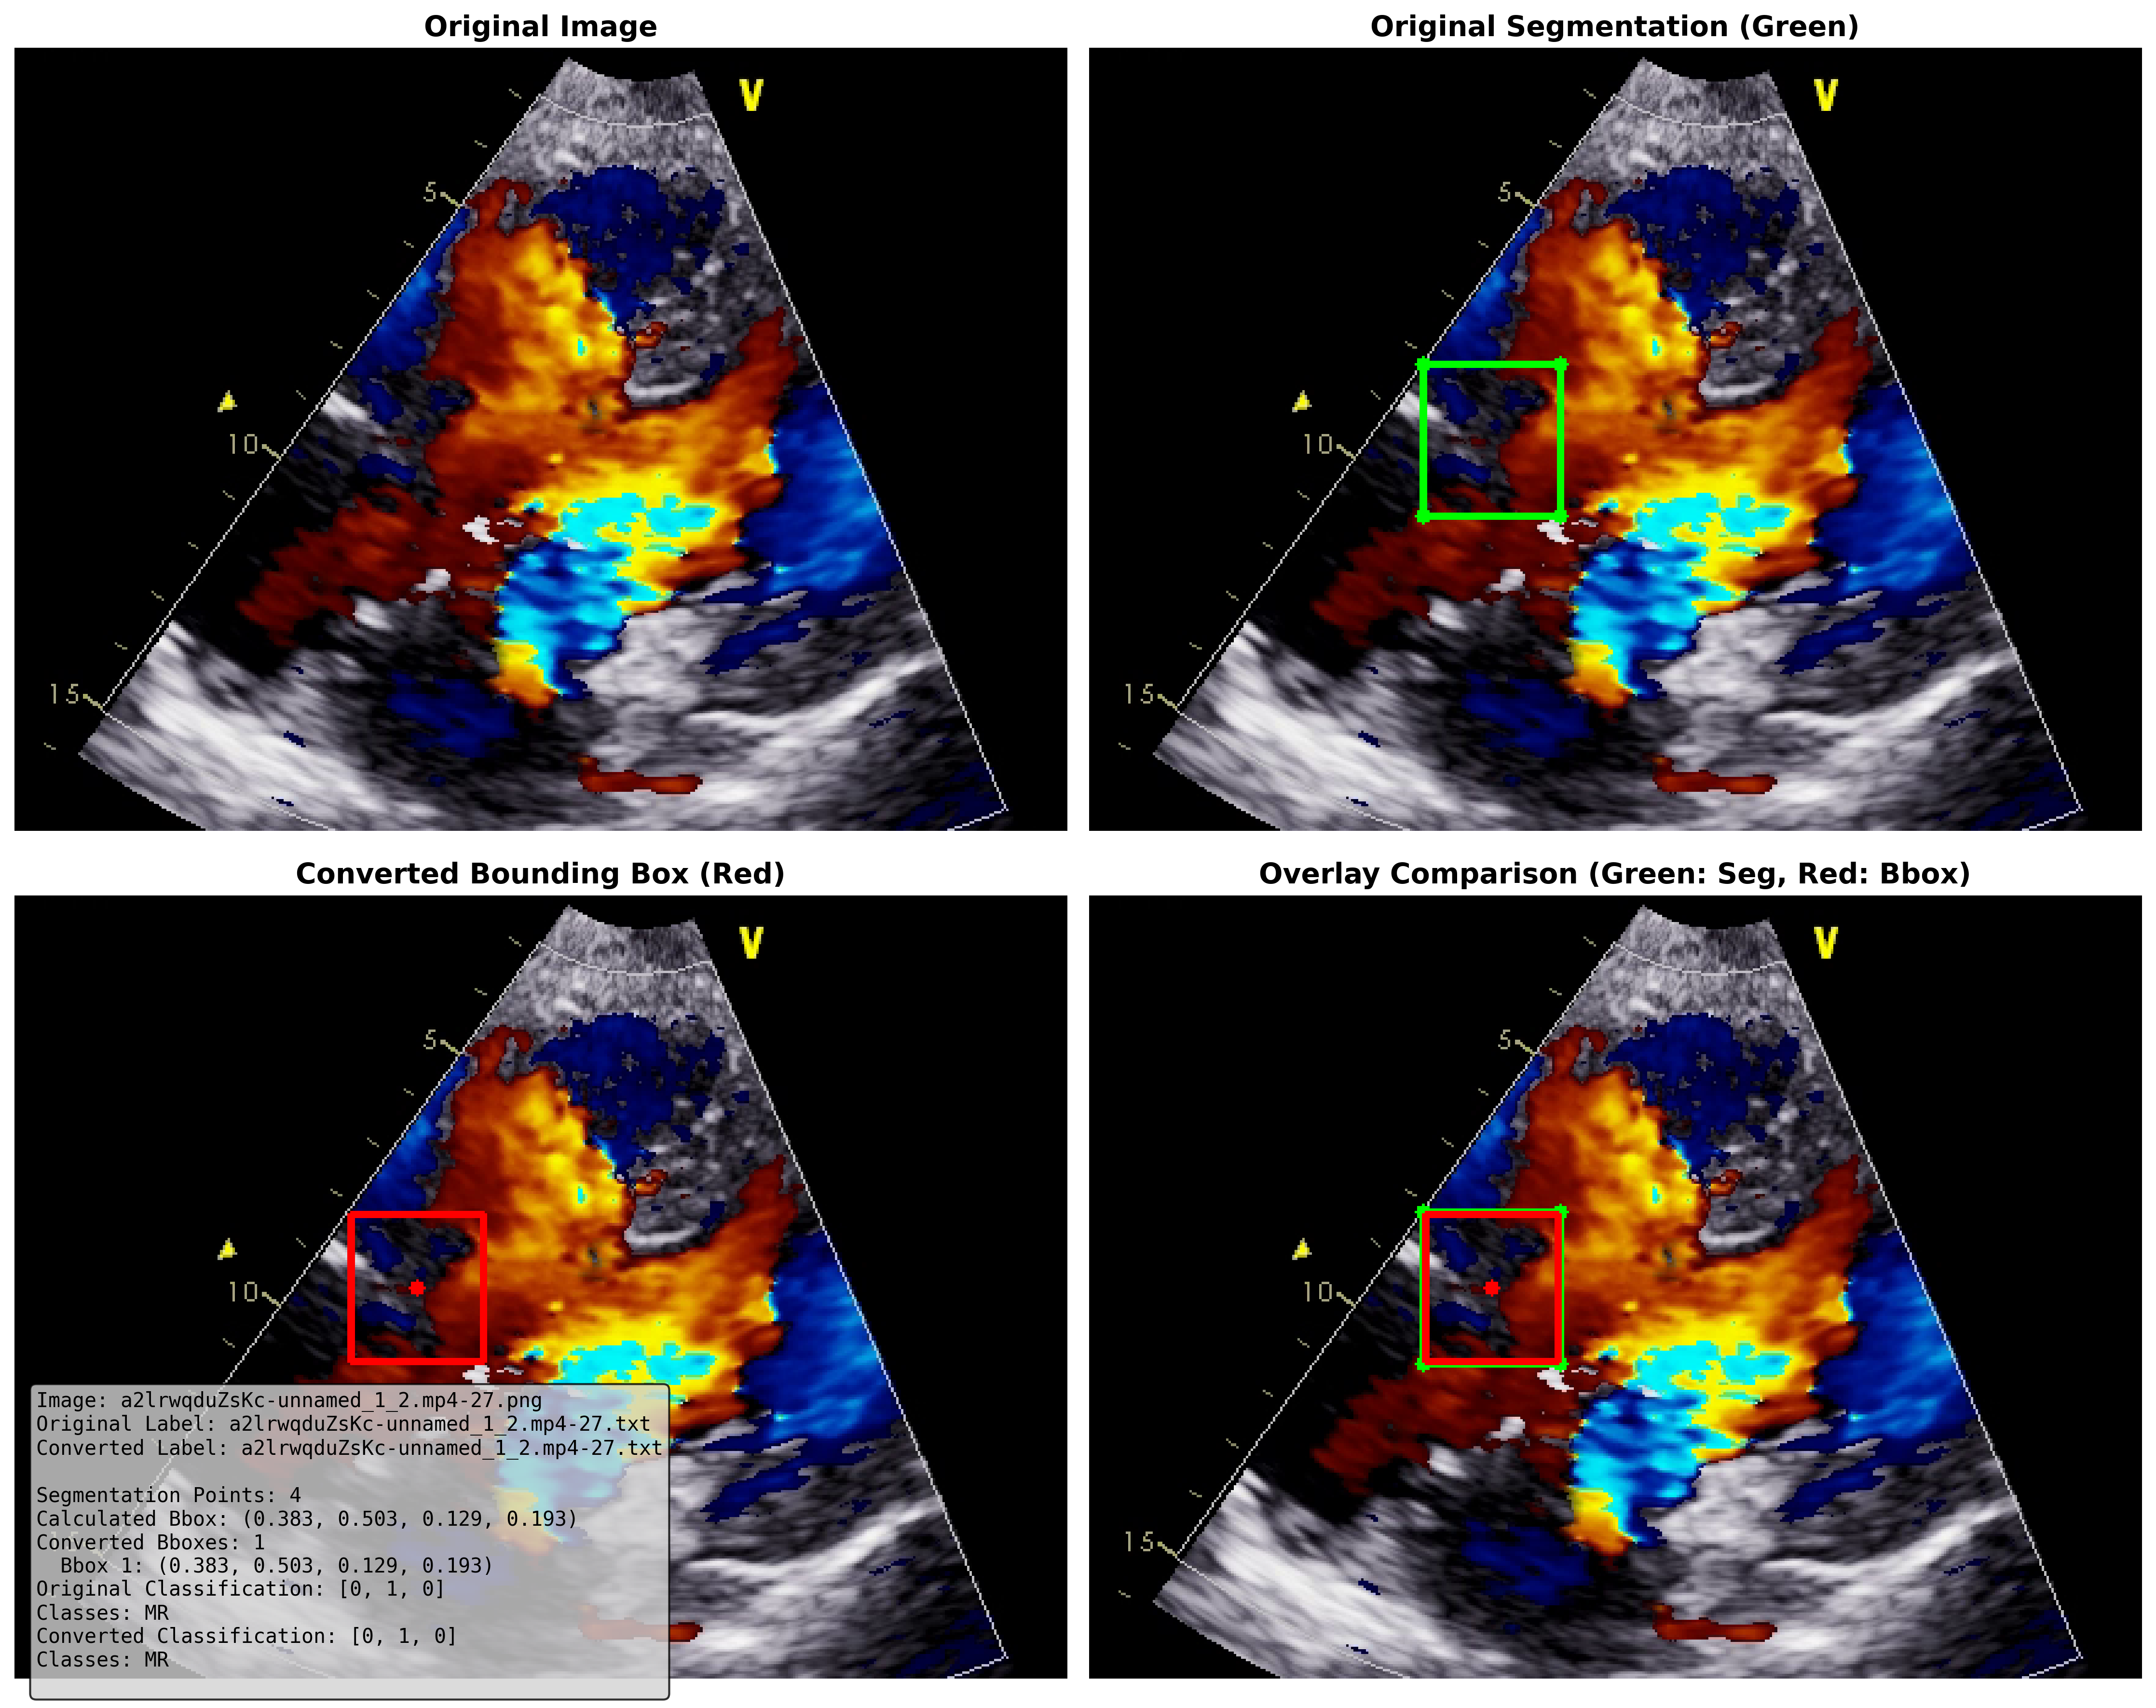 Original Image
Original Segmentation (Green)
V
5
10
15
V
5
10
15
Converted Bounding Box (Red)
Overlay Comparison (Green: Seg, Red: Bbox)
V
5
10
V
5
10
15
Image: a2lrwqduZsKc-unnamed_1_2.mp4-27.png
Original Label: a2lrwqduZsKc-unnamed_1_2.mp4-27.txt
Converted Label: a2lrwqduZsKc-unnamed_1_2.mp4-27.txt
Segmentation Points: 4
Calculated Bbox: (0.383, 0.503, 0.129, 0.193)
Converted Bboxes: 1
Bbox 1: (0.383, 0.503, 0.129, 0.193)
Original Classification: [0, 1, 0]
Classes: MR
Converted Classification: [0, 1, 0]
Classes: MR